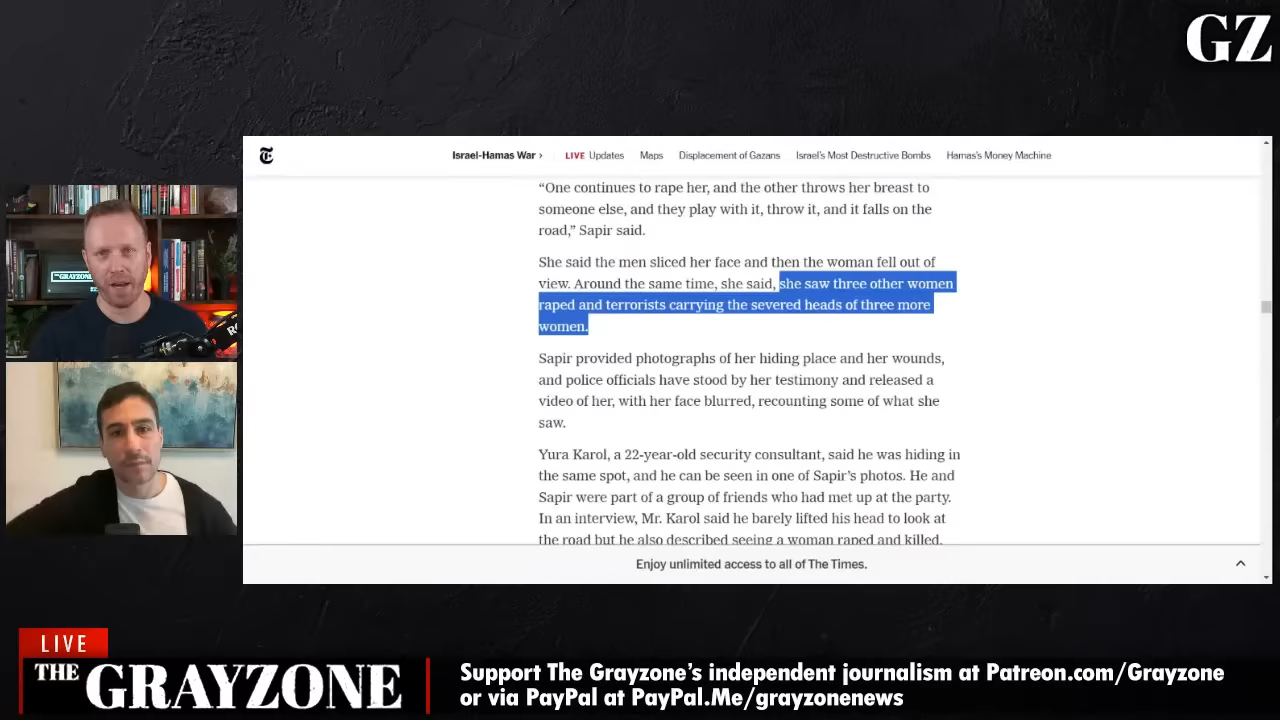 GZ
Israel-Hamas War ›
LIVE Updates
Maps
Displacement of Gazans
Israel's Most Destructive Bombs
Hamas's Money Machine
“One continues to rape her, and the other throws her breast to
someone else, and they play with it, throw it, and it falls on the
road,” Sapir said.
She said the men sliced her face and then the woman fell out of
view. Around the same time, she said, she saw three other women
raped and terrorists carrying the severed heads of three more
women.
Sapir provided photographs of her hiding place and her wounds,
and police officials have stood by her testimony and released a
video of her, with her face blurred, recounting some of what she
saw.
Yura Karol, a 22-year-old security consultant, said he was hiding in
the same spot, and he can be seen in one of Sapir's photos. He and
Sapir were part of a group of friends who had met up at the party.
In an interview, Mr. Karol said he barely lifted his head to look at
the road but he also described seeing a woman raped and killed.
Enjoy unlimited access to all of The Times.
LIVE
THE GRAYZONE
Support The Grayzone's independent journalism at Patreon.com/Grayzone
or via PayPal at PayPal.Me/grayzonenews